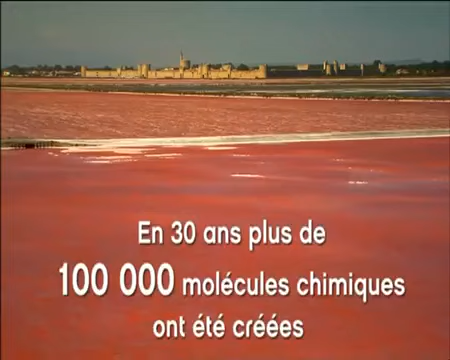 En 30 ans plus de
100 000 molécules chimiques
ont été créées